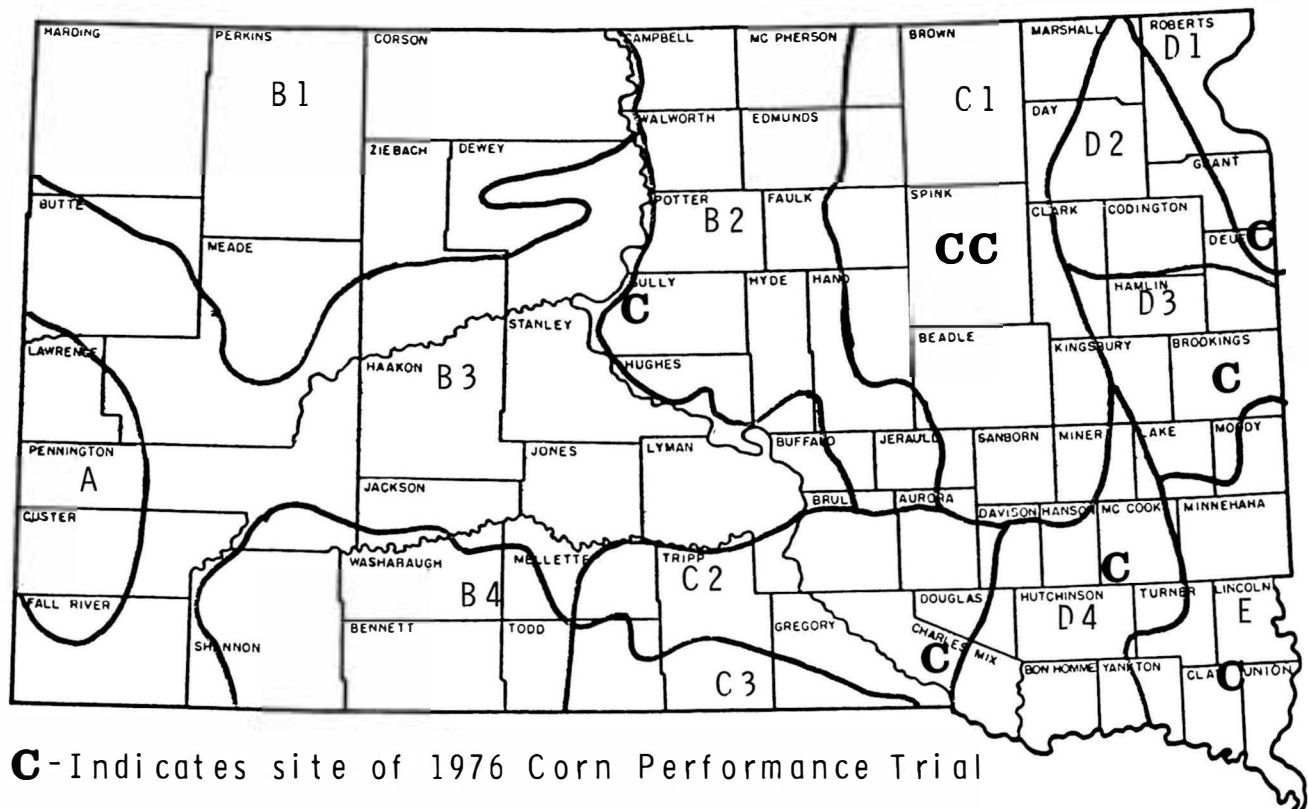 HARDING PERKINS CORSON CAMPBELL MC PHERSON BROWN MARSHALL ROBERTS
B1 C1 D1
WALWORTH EDMUNDS DAY
ZIEBACH DEWEY D2 GRANT
BUTTE POTTER FAULK SPINK CLARK CODINGTON
B2
MEADE CC DEUEL C
SULLY HYDE HAND HAMLIN
C D3
STANLEY
LAWRENCE HAAKON B3 HUGHES BEADLE KINGSBURY BROOKINGS
C
PENNINGTON JONES LYMAN BUFFALO JERAULD SANBORN MINER LAKE MOODY
A
JACKSON BRUL AURORA
CUSTER DAVISON HANSON MC COOK MINNEHAHA
WASHABAUGH MELLETTE TRIPP C
B4 C2
FALL RIVER DOUGLAS HUTCHINSON TURNER LINCOLN
BENNETT TODD GREGORY D4 E
SHANNON CHARLES MIX
C
C3 BON HOMME YANKTON CLAY C UNION
C-Indicates site of 1976 Corn Performance Trial